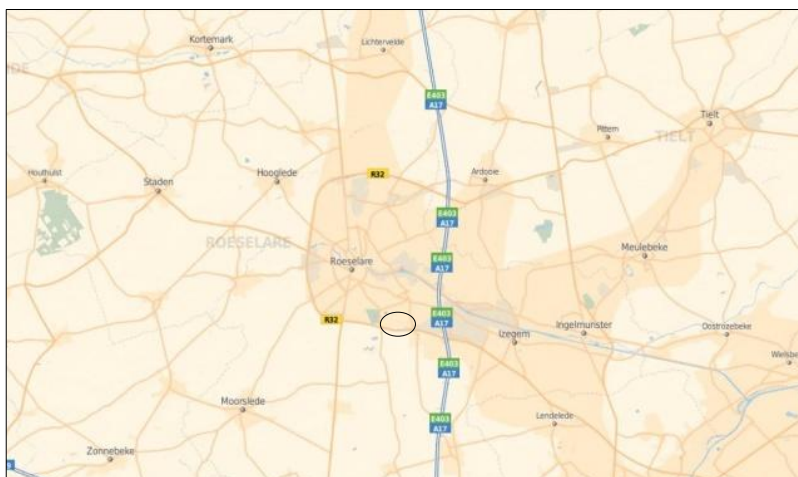 Kortemark
Lichtervelde
E403
A17
Tielt
Pittem
TIELT
Houthulst
Staden
Hooglede
R32
Ardooie
E403
A17
ROESELARE
Meulebeke
Roeselare
E403
A17
R32
E403
A17
Izegem
Ingelmunster
Oostrozebeke
E403
A17
Moorslede
Lendelede
E403
A17
Zonnebeke